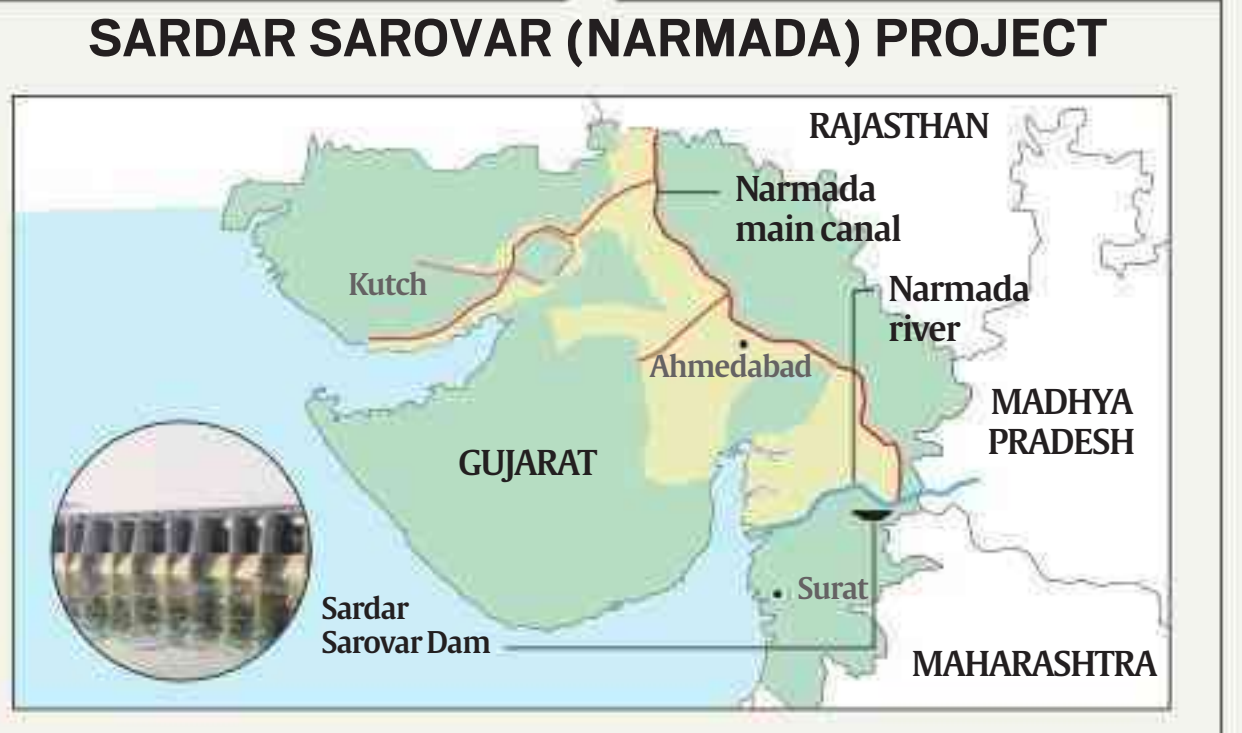 SARDAR SAROVAR (NARMADA) PROJECT
RAJASTHAN
Narmada
main canal
Kutch
Narmada
river
Ahmedabad
MADHYA
PRADESH
GUJARAT
Surat
Sardar
Sarovar Dam
MAHARASHTRA